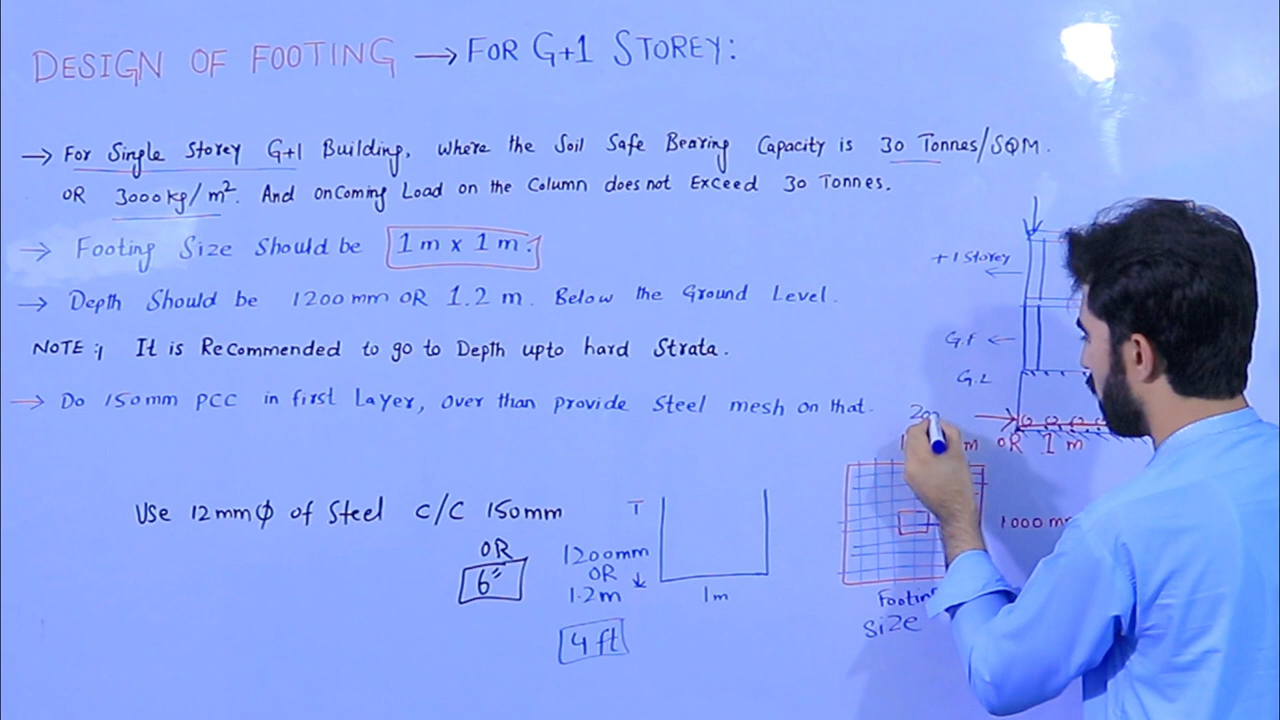 DESIGN OF FOOTING → FOR G+1 STOREY:
→ For Single Storey G+1 Building, where the Soil Safe Bearing Capacity is 30 Tonnes/SQM.
OR 3000kg/m². And onComing Load on the Column does not Exceed 30 Tonnes.
→ Footing Size Should be 1m x 1m.
→ Depth Should be 1200mm OR 1.2 m. Below the Ground Level.
NOTE:, It is Recommended to go to Depth upto hard Strata.
→ Do 150mm PCC in first Layer, over than provide Steel mesh on that.
Use 12mmφ of Steel C/C 150mm
OR
6"
1200mm
OR
1.2m
4 ft
1m
+1 Storey
G.F
G.L
m OR 1 m
1000
Footing
Size